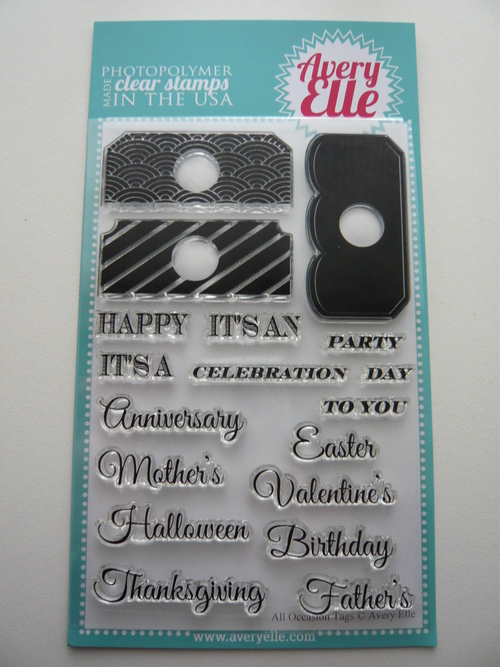 PHOTOPOLYMER
MADE clear stamps
IN THE USA
Avery
Elle
HAPPY IT'S AN
PARTY
IT'S A CELEBRATION DAY
TO YOU
Anniversary
Easter
Mother's
Valentine's
Halloween
Birthday
Thanksgiving
Father's
All Occasion Tags © Avery Elle
www.averyelle.com